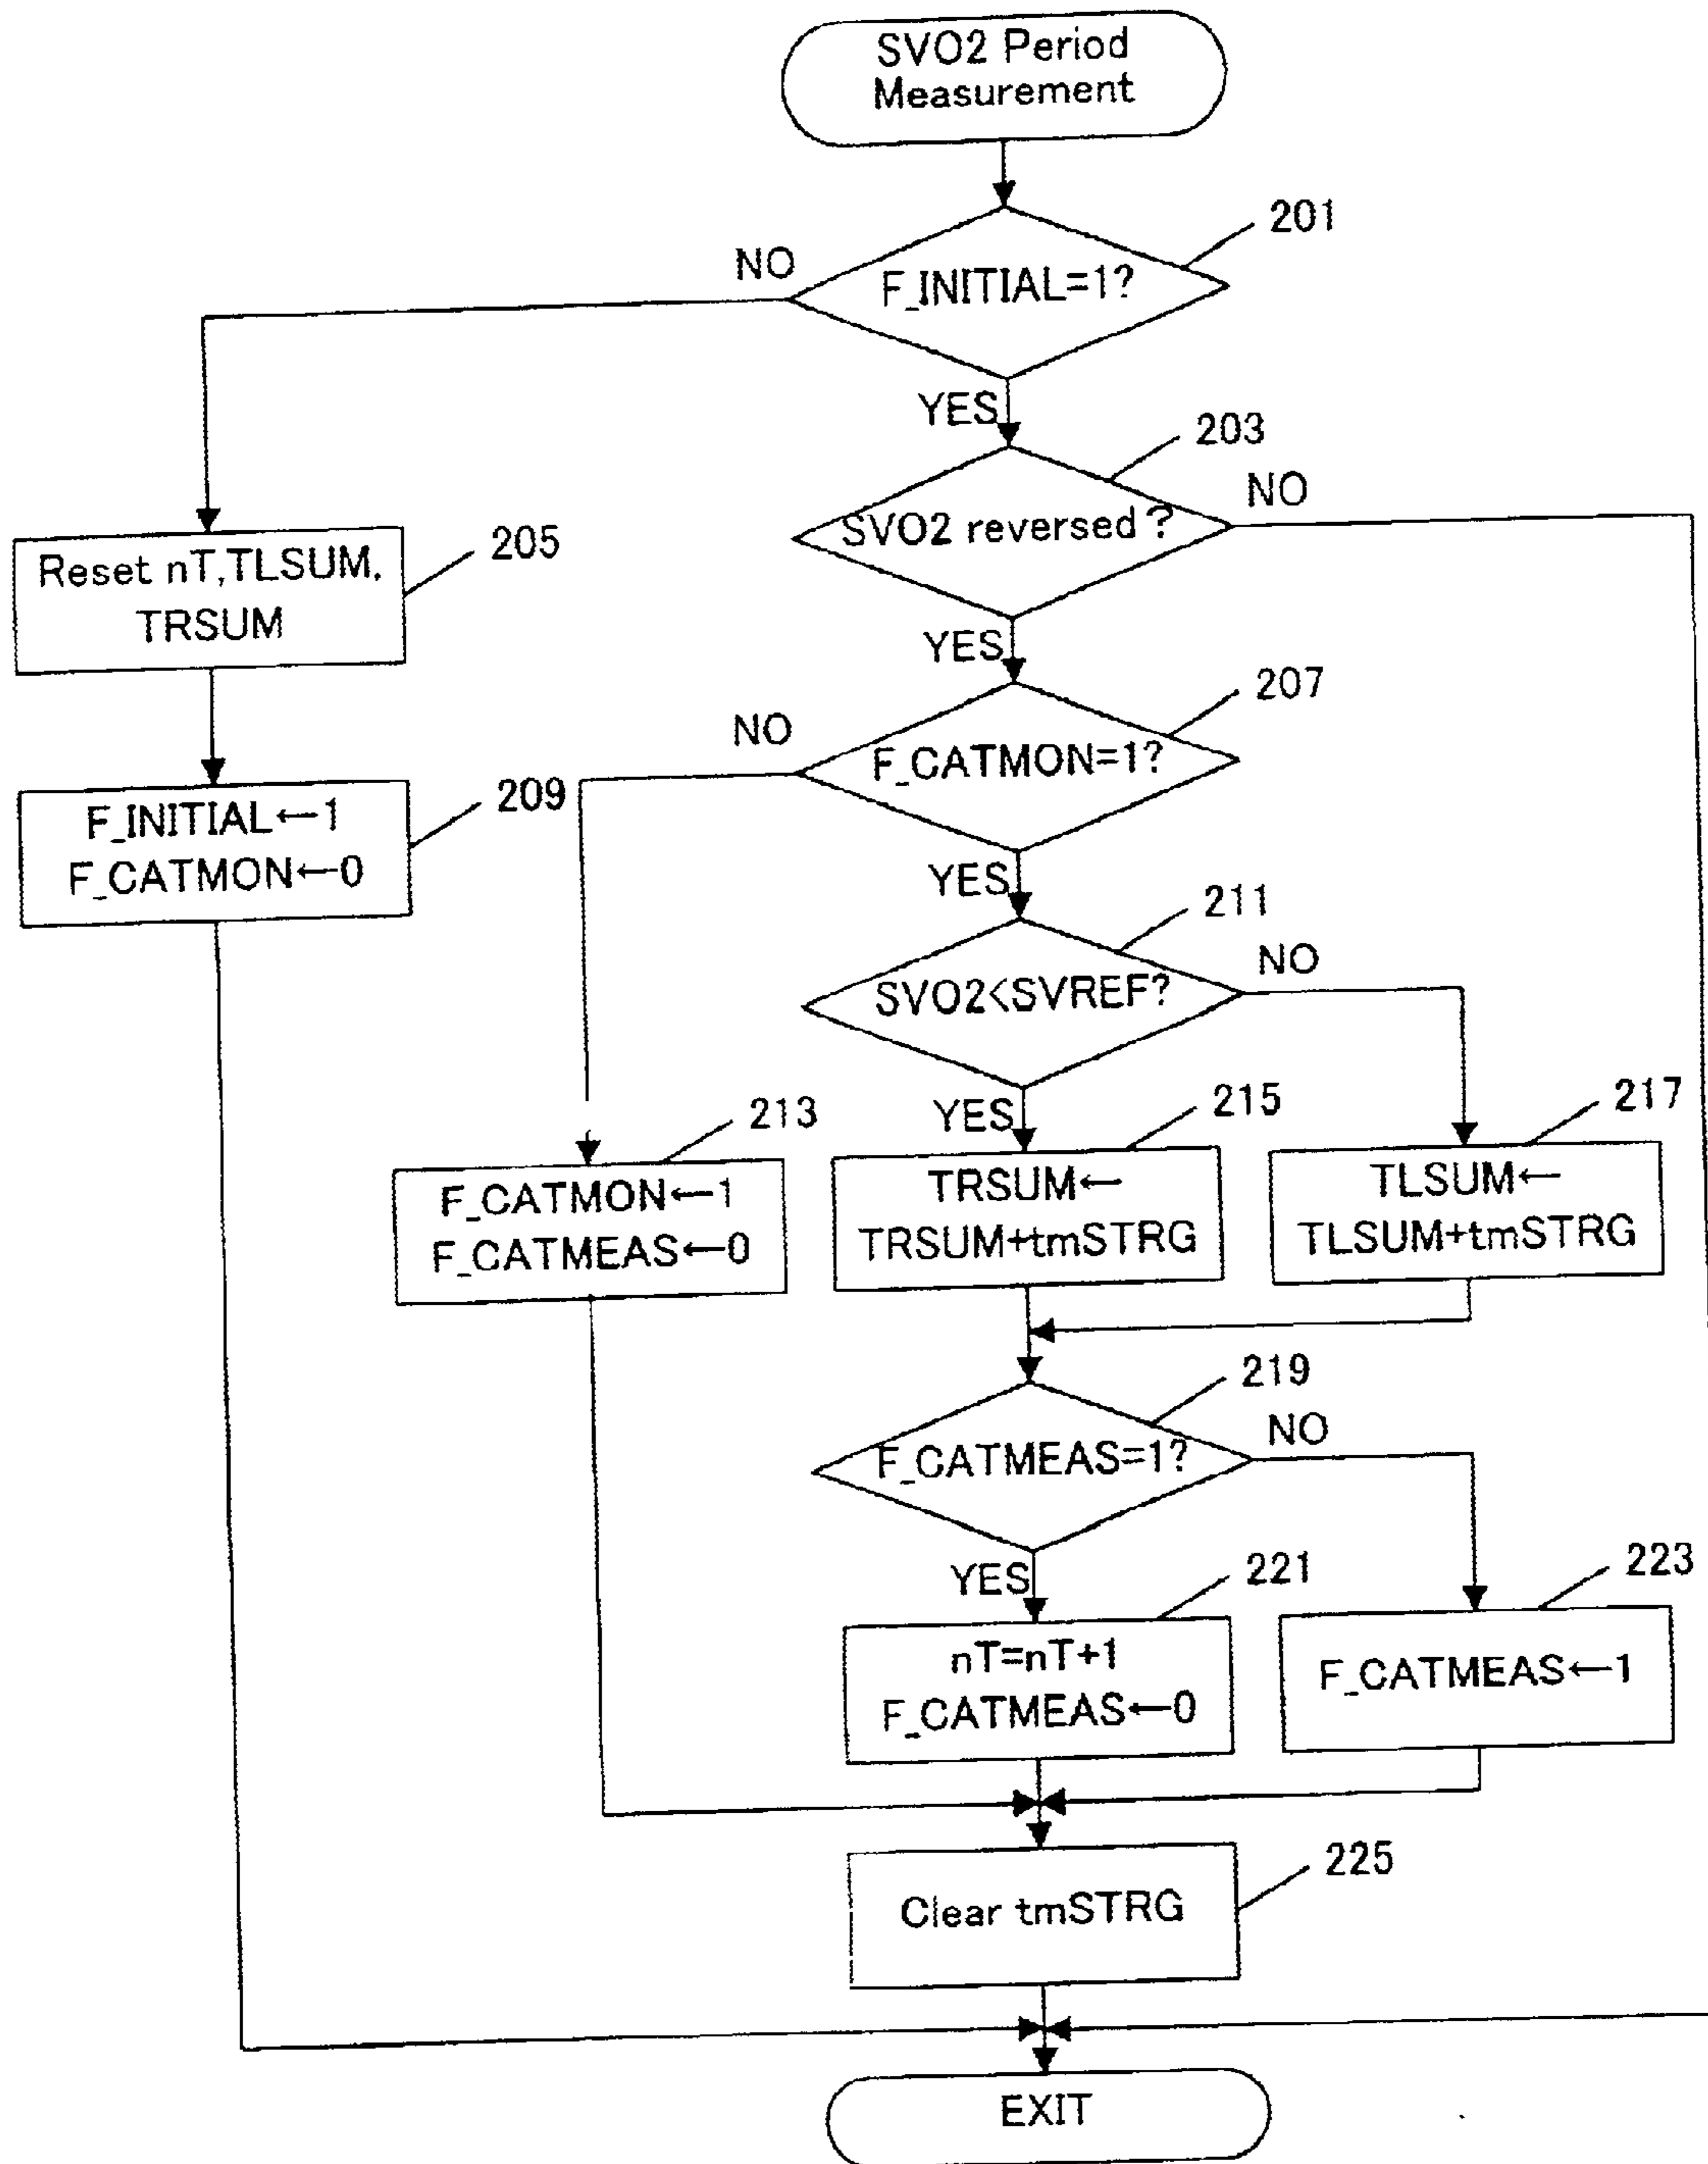 SVO2 Period
Measurement
201
NO
F_INITIAL=1?
YES
203
NO
SVO2 reversed?
205
Reset nT,TLSUM,
TRSUM
YES
207
NO
F_CATMON=1?
209
F_INITIAL←1
F_CATMON←0
YES
211
NO
SVO2<SVREF?
213
YES
215
217
F_CATMON←1
F_CATMEAS←0
TRSUM←
TRSUM+tmSTRG
TLSUM←
TLSUM+tmSTRG
219
NO
F_CATMEAS=1?
YES
221
223
nT=nT+1
F_CATMEAS←0
F_CATMEAS←1
225
Clear tmSTRG
EXIT